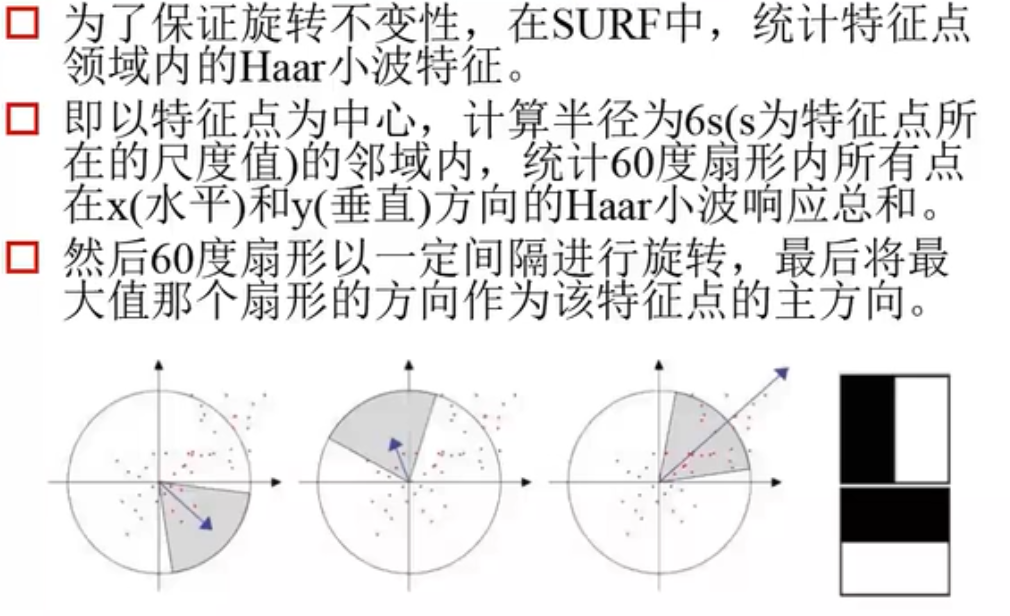 为了保证旋转不变性，在SURF中，统计特征点
领域内的Haar小波特征。
即以特征点为中心，计算半径为6s(s为特征点所
在的尺度值)的邻域内，统计60度扇形内所有点
在x(水平)和y(垂直)方向的Haar小波响应总和。
然后60度扇形以一定间隔进行旋转，最后将最
大值那个扇形的方向作为该特征点的主方向。